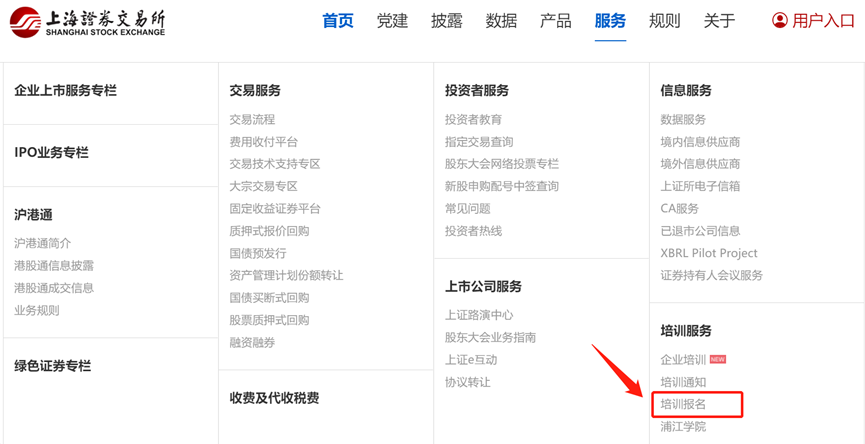 上海證券交易所
SHANGHAI STOCK EXCHANGE
首页 党建 披露 数据 产品 服务 规则 关于 用户入口
企业上市服务专栏
IPO业务专栏
沪港通
沪港通简介
港股通信息披露
港股通成交信息
业务规则
绿色证券专栏
交易服务
交易流程
费用收付平台
交易技术支持专区
大宗交易专区
固定收益证券平台
质押式报价回购
国债预发行
资产管理计划份额转让
国债买断式回购
股票质押式回购
融资融券
收费及代收税费
投资者服务
投资者教育
指定交易查询
股东大会网络投票专栏
新股申购配号中签查询
常见问题
投资者热线
上市公司服务
上证路演中心
股东大会业务指南
上证e互动
协议转让
信息服务
数据服务
境内信息供应商
境外信息供应商
上证所电子信箱
CA服务
已退市公司信息
XBRL Pilot Project
证券持有人会议服务
培训服务
企业培训 NEW
培训通知
培训报名
浦江学院